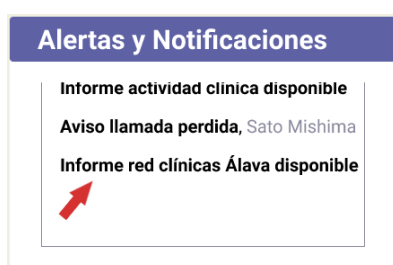 Alertas y Notificaciones
Informe actividad clínica disponible
Aviso llamada perdida, Sato Mishima
Informe red clínicas Álava disponible